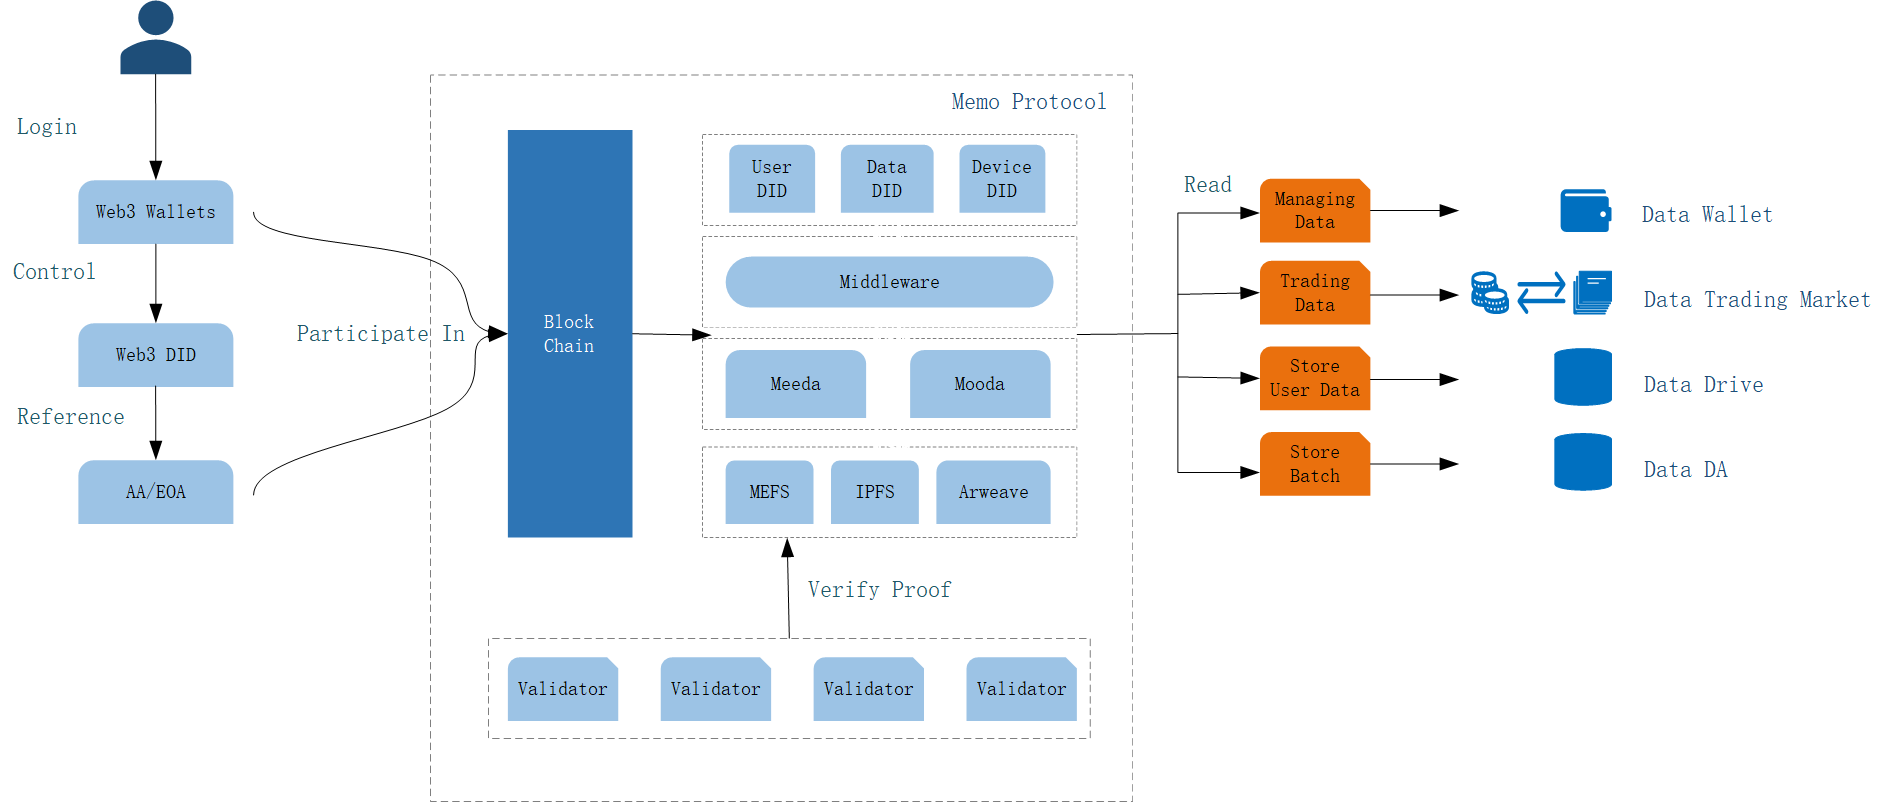 Login
Web3 Wallets
Control
Web3 DID
Reference
AA/EOA
Participate In
Memo Protocol
Block
Chain
User
DID
Data
DID
Device
DID
Middleware
Meeda
Mooda
MEFS
IPFS
Arweave
Verify Proof
Validator
Validator
Validator
Validator
Read
Managing
Data
Data Wallet
Trading
Data
Data Trading Market
Store
User Data
Data Drive
Store
Batch
Data DA